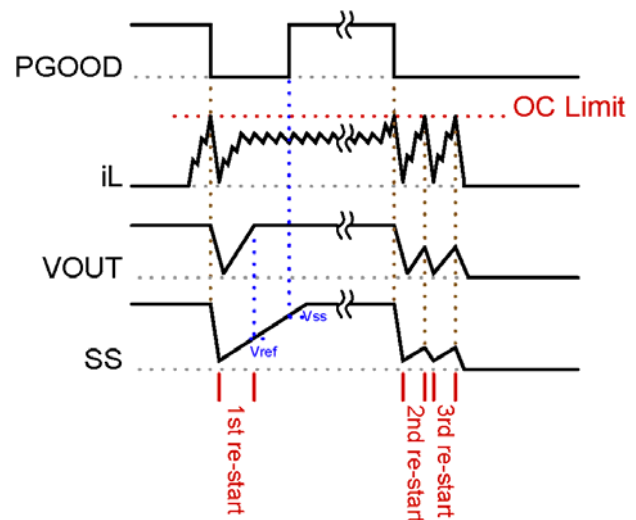 PGOOD
OC Limit
iL
VOUT
Vss
Vref
SS
1st re-start
2nd re-start
3rd re-start